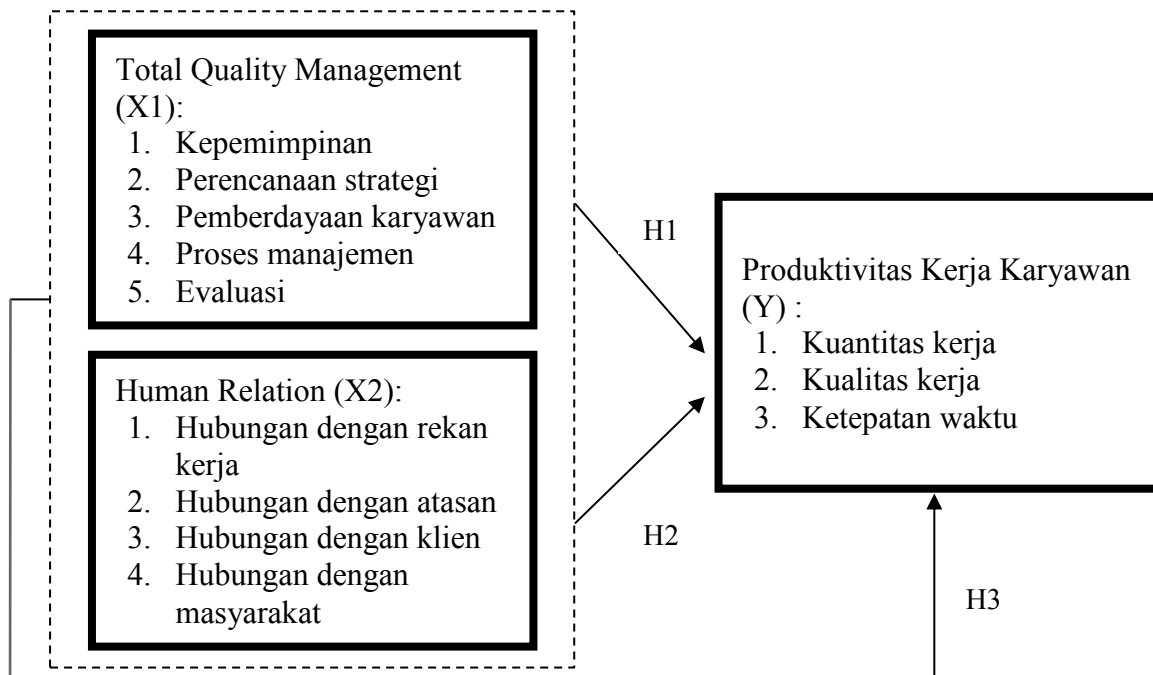 Total Quality Management
(X1):
1. Kepemimpinan
2. Perencanaan strategi
3. Pemberdayaan karyawan
4. Proses manajemen
5. Evaluasi
Human Relation (X2):
1. Hubungan dengan rekan
kerja
2. Hubungan dengan atasan
3. Hubungan dengan klien
4. Hubungan dengan
masyarakat
H1
H2
Produktivitas Kerja Karyawan
(Y) :
1. Kuantitas kerja
2. Kualitas kerja
3. Ketepatan waktu
H3